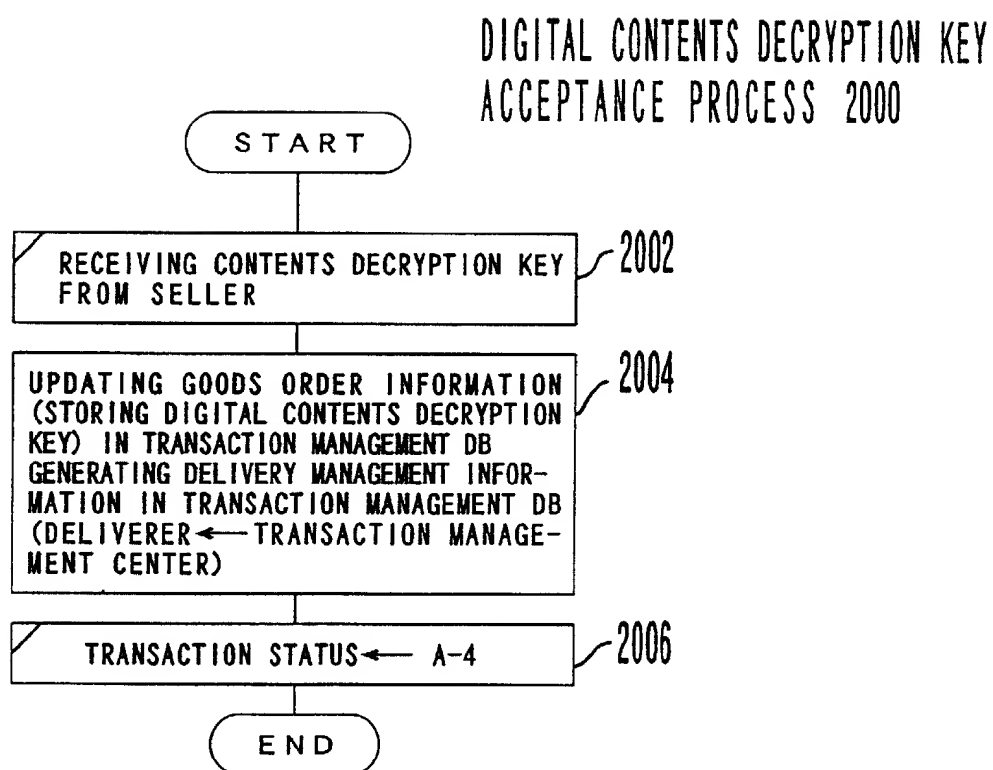 DIGITAL CONTENTS DECRYPTION KEY
ACCEPTANCE PROCESS 2000
START
RECEIVING CONTENTS DECRYPTION KEY
FROM SELLER
2002
UPDATING GOODS ORDER INFORMATION
(STORING DIGITAL CONTENTS DECRYPTION
KEY) IN TRANSACTION MANAGEMENT DB
GENERATING DELIVERY MANAGEMENT INFOR-
MATION IN TRANSACTION MANAGEMENT DB
(DELIVERER ← TRANSACTION MANAGE-
MENT CENTER)
2004
TRANSACTION STATUS ← A-4
2006
END